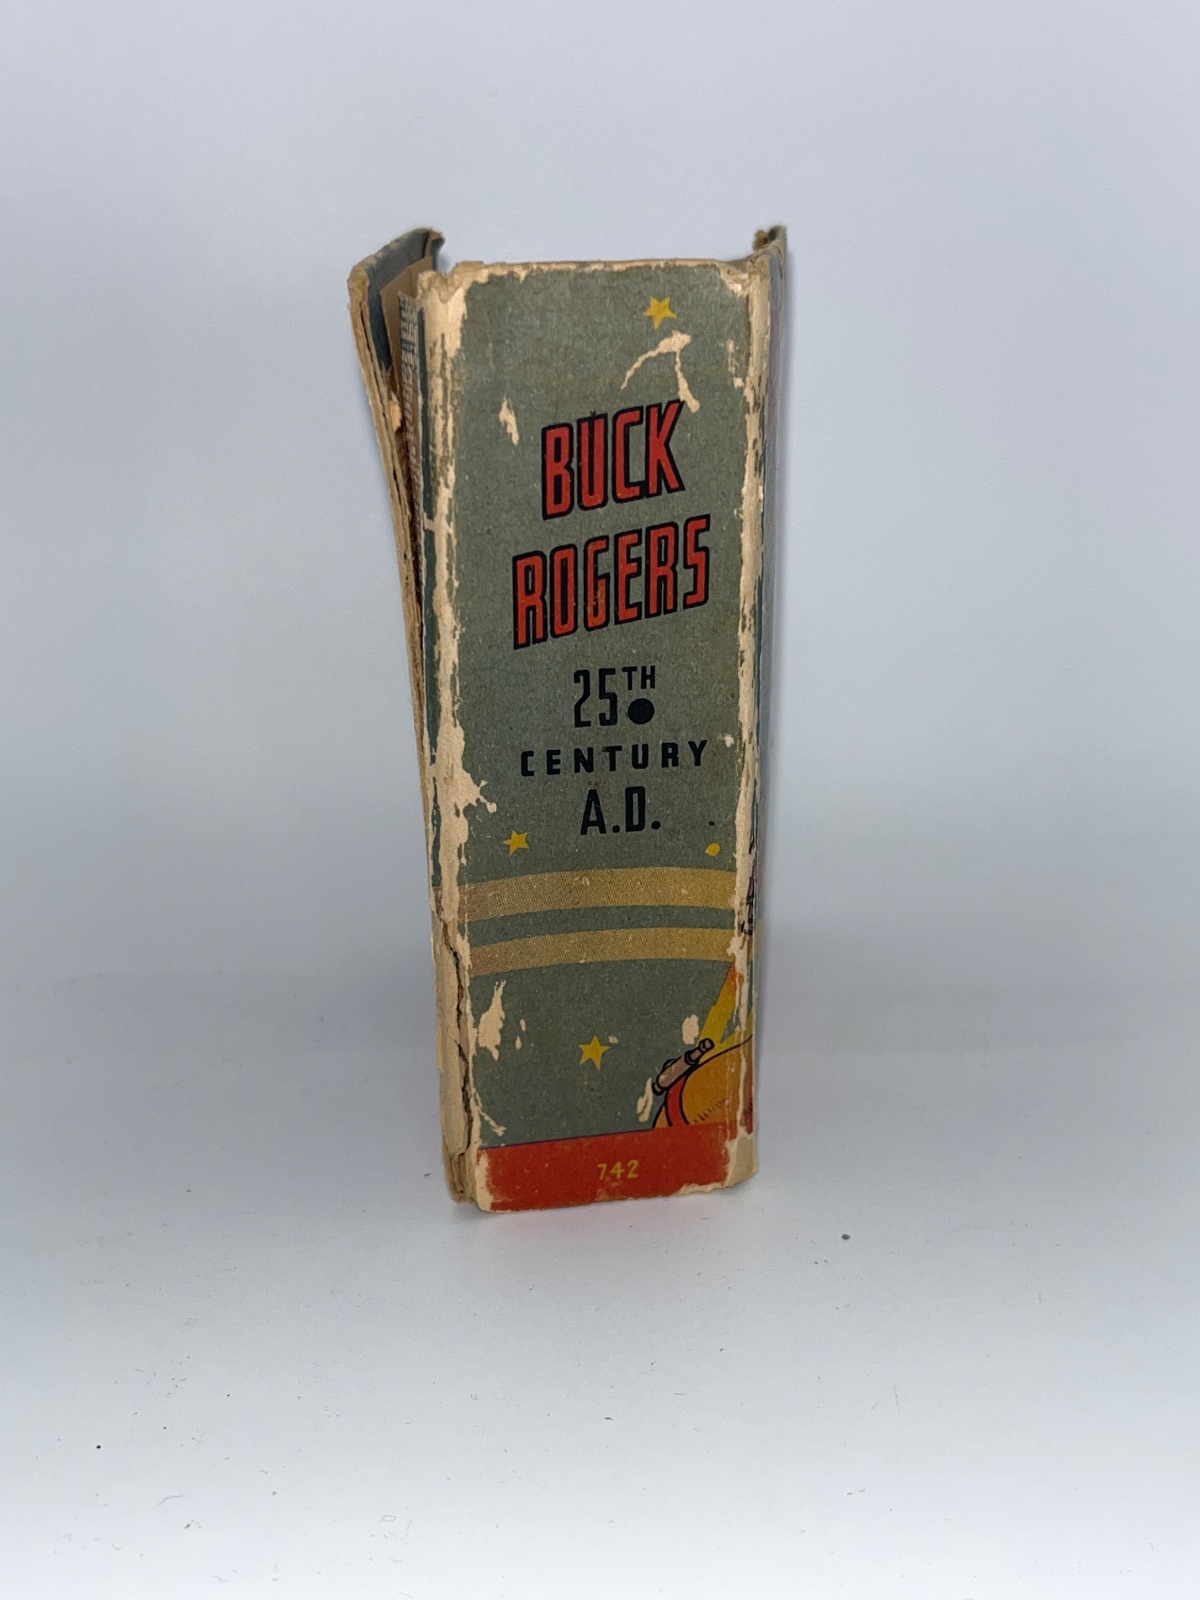 BUCK
ROGERS
25TH
CENTURY
A.D.
742